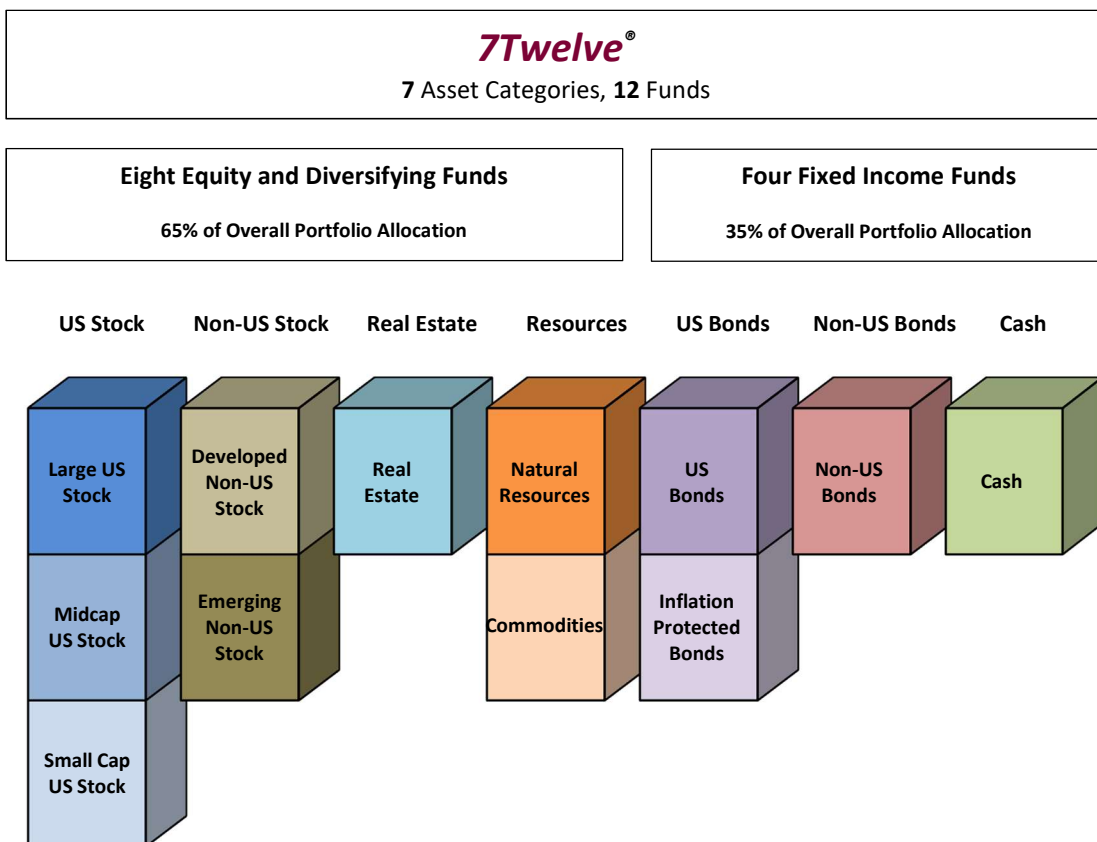 7Twelve®
7 Asset Categories, 12 Funds
Eight Equity and Diversifying Funds
65% of Overall Portfolio Allocation
Four Fixed Income Funds
35% of Overall Portfolio Allocation
US Stock
Non-US Stock
Real Estate
Resources
US Bonds
Non-US Bonds
Cash
Large US
Stock
Developed
Non-US
Stock
Real
Estate
Natural
Resources
US
Bonds
Non-US
Bonds
Cash
Midcap
US Stock
Emerging
Non-US
Stock
Commodities
Inflation
Protected
Bonds
Small Cap
US Stock